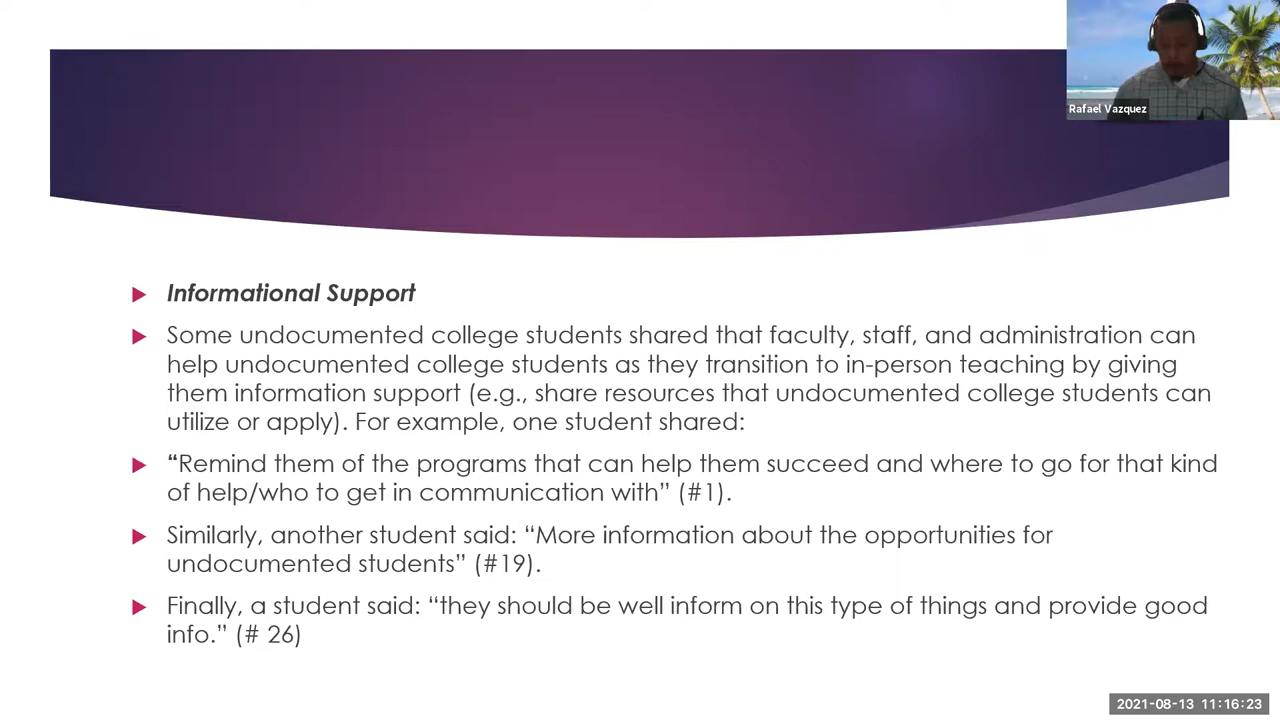 Rafael Vazquez
Informational Support
Some undocumented college students shared that faculty, staff, and administration can
help undocumented college students as they transition to in-person teaching by giving
them information support (e.g., share resources that undocumented college students can
utilize or apply). For example, one student shared:
“Remind them of the programs that can help them succeed and where to go for that kind
of help/who to get in communication with” (#1).
Similarly, another student said: “More information about the opportunities for
undocumented students” (#19).
Finally, a student said: “they should be well inform on this type of things and provide good
info.” (# 26)
2021-08-13 11:16:23